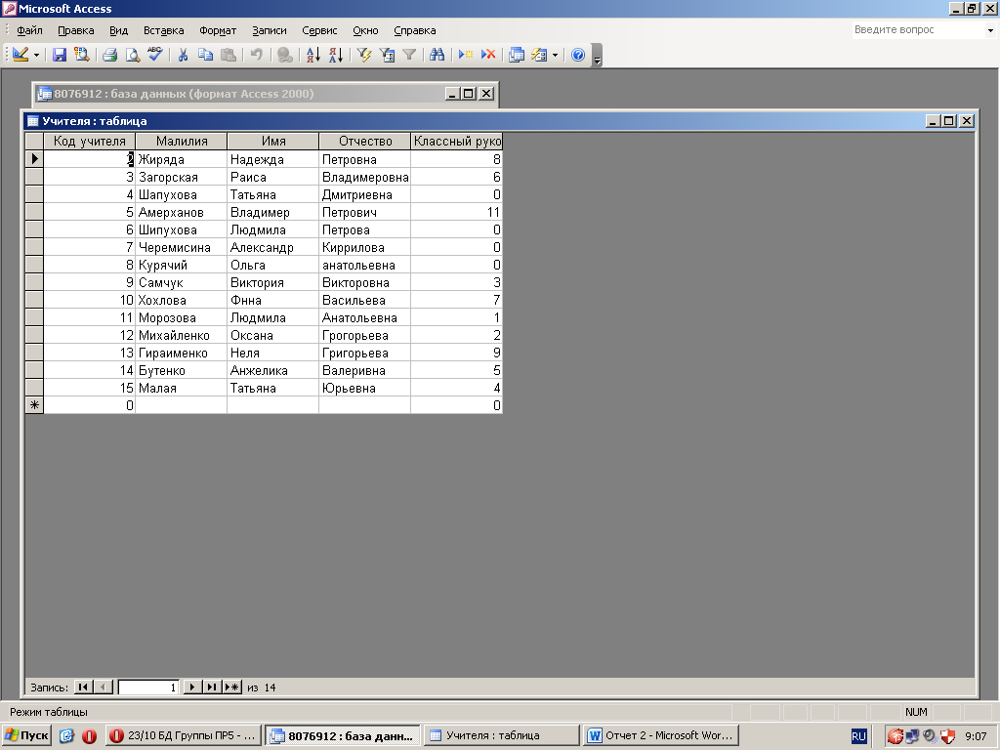 Microsoft Access
Файл Правка Вид Вставка Формат Записи Сервис Окно Справка Введите вопрос
8076912 : база данных (формат Access 2000)
Учителя : таблица
Код учителя Малилия Имя Отчество Классный руко
2 Жиряда Надежда Петровна 8
3 Загорская Раиса Владимеровна 6
4 Шапухова Татьяна Дмитриевна 0
5 Амерханов Владимер Петрович 11
6 Шипухова Людмила Петрова 0
7 Черемисина Александр Киррилова 0
8 Курячий Ольга анатольевна 0
9 Самчук Виктория Викторовна 3
10 Хохлова Фнна Васильева 7
11 Морозова Людмила Анатольевна 1
12 Михайленко Оксана Грогорьева 2
13 Гираименко Неля Григорьева 9
14 Бутенко Анжелика Валеривна 5
15 Малая Татьяна Юрьевна 4
0 0
Запись: 1 из 14
Режим таблицы NUM
Пуск 23/10 БД Группы ПР5 - ... 8076912 : база данн... Учителя : таблица Отчет 2 - Microsoft Wor... RU 9:07